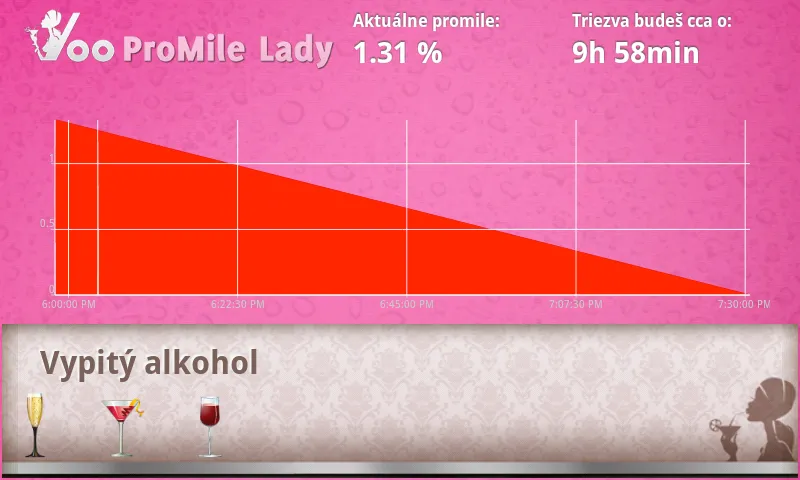 Yoo ProMile Lady
Aktuálne promile:
1.31 %
Triezva budeš cca o:
9h 58min
1
0.5
0
6:00:00 PM
6:22:30 PM
6:45:00 PM
7:07:30 PM
7:30:00 PM
Vypitý alkohol